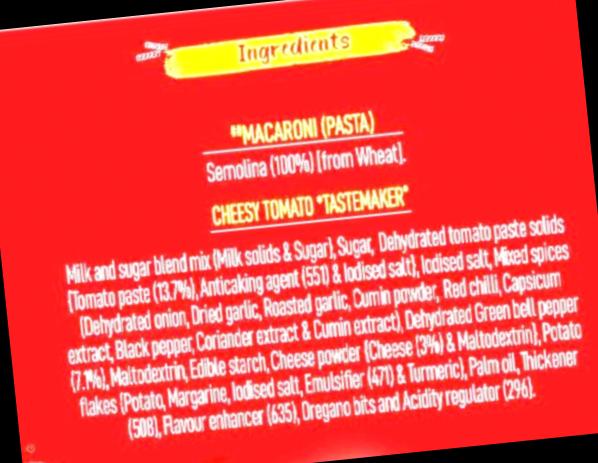 Ingredients
**MACARONI (PASTA)
Semolina (100%) [from Wheat].
CHEESY TOMATO "TASTEMAKER"
Milk and sugar blend mix {Milk solids & Sugar}, Sugar, Dehydrated tomato paste solids
{Tomato paste (13.7%), Anticaking agent (551) & Iodised salt}, Iodised salt, Mixed spices
{Dehydrated onion, Dried garlic, Roasted garlic, Cumin powder, Red chilli, Capsicum
extract, Black pepper, Coriander extract & Cumin extract}, Dehydrated Green bell pepper
(7.1%), Maltodextrin, Edible starch, Cheese powder {Cheese (3%) & Maltodextrin}, Potato
flakes {Potato, Margarine, Iodised salt, Emulsifier (471) & Turmeric}, Palm oil, Thickener
(508), Flavour enhancer (635), Oregano bits and Acidity regulator (296).